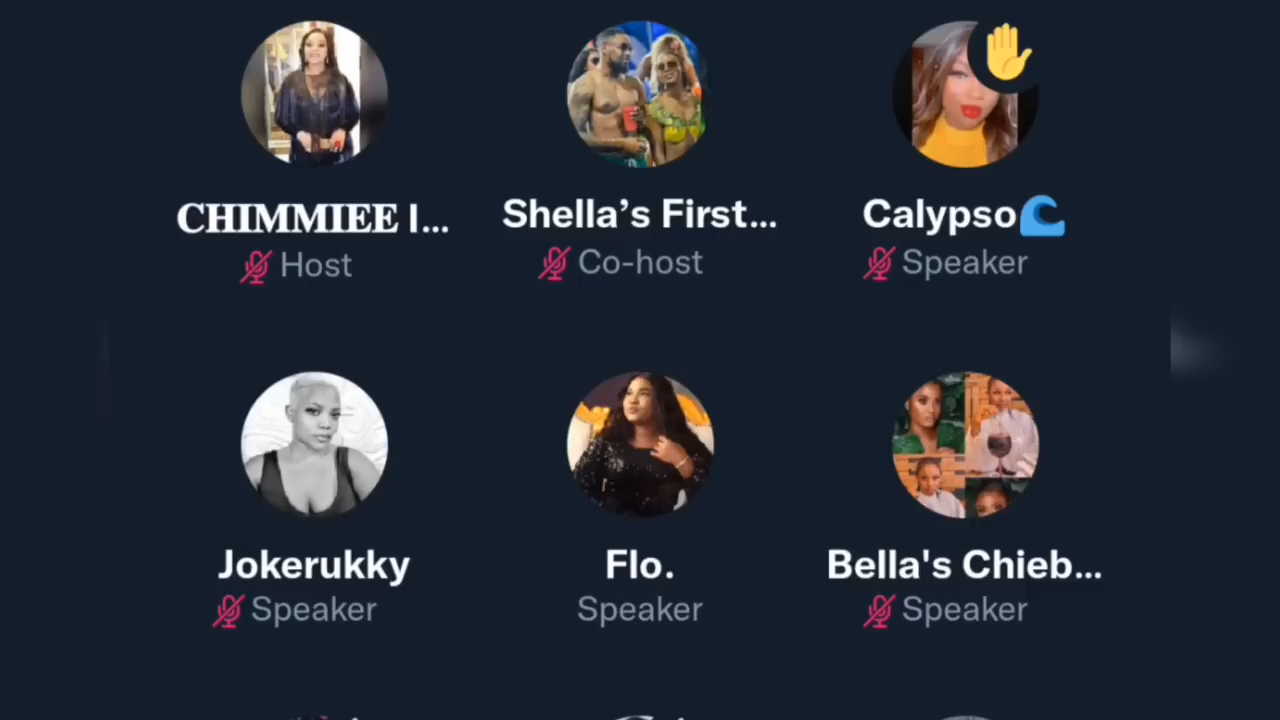 CHIMMIEE I...
Shella’s First...
Calypso🌊
Host
Co-host
Speaker
Jokerukky
Flo.
Bella's Chieb...
Speaker
Speaker
Speaker